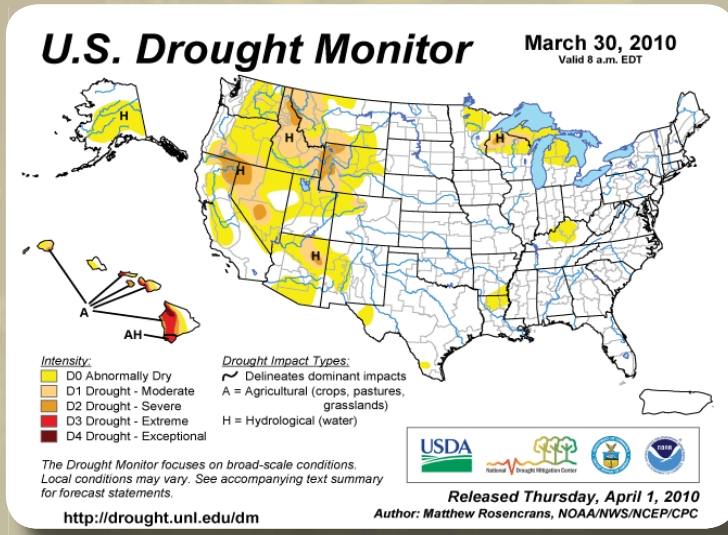 U.S. Drought Monitor
March 30, 2010
Valid 8 a.m. EDT
H
H
H
H
H
H
A
AH
Intensity:
D0 Abnormally Dry
D1 Drought - Moderate
D2 Drought - Severe
D3 Drought - Extreme
D4 Drought - Exceptional
Drought Impact Types:
Delineates dominant impacts
A = Agricultural (crops, pastures,
grasslands)
H = Hydrological (water)
The Drought Monitor focuses on broad-scale conditions.
Local conditions may vary. See accompanying text summary
for forecast statements.
http://drought.unl.edu/dm
USDA
National Drought Mitigation Center
noaa
Released Thursday, April 1, 2010
Author: Matthew Rosencrans, NOAA/NWS/NCEP/CPC